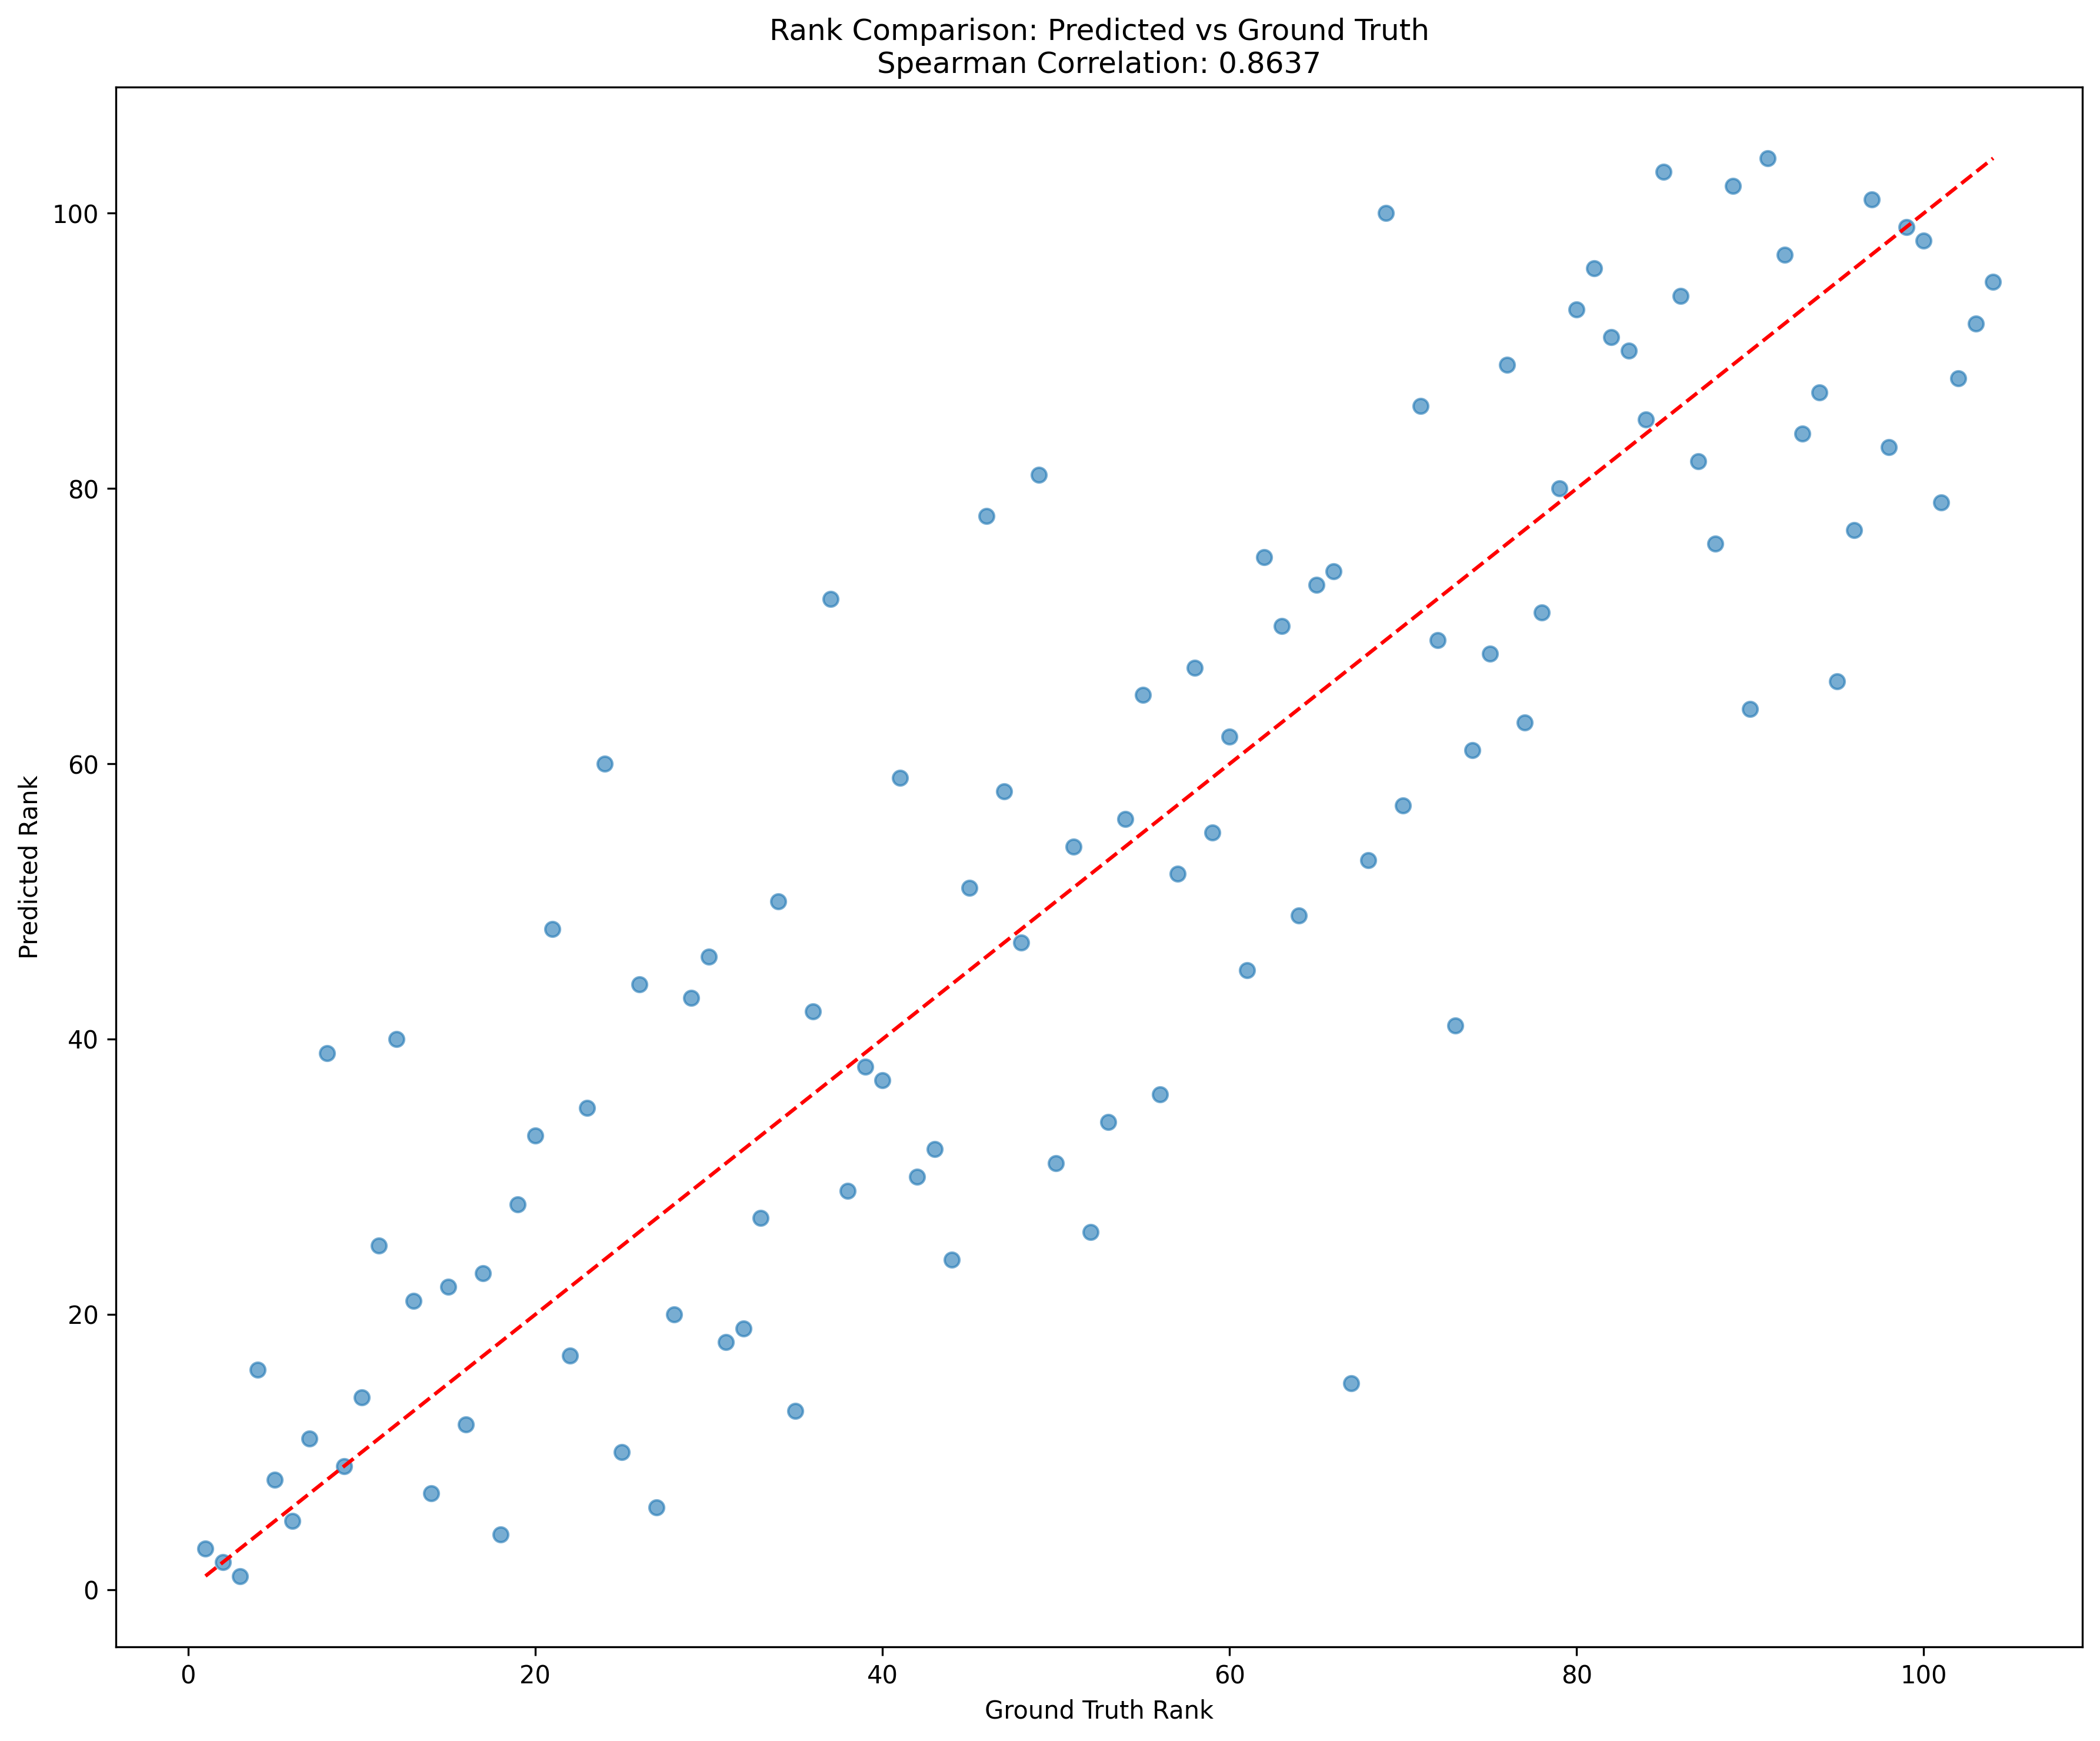 Rank Comparison: Predicted vs Ground Truth
Spearman Correlation: 0.8637
100
80
60
40
20
0
Predicted Rank
0 20 40 60 80 100
Ground Truth Rank